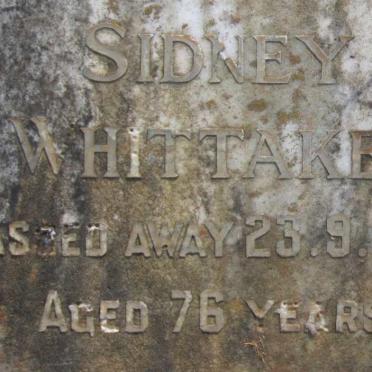 SIDNEY
WHITTAKE
ASSED AWAY 23.9.
AGED 76 YEARS